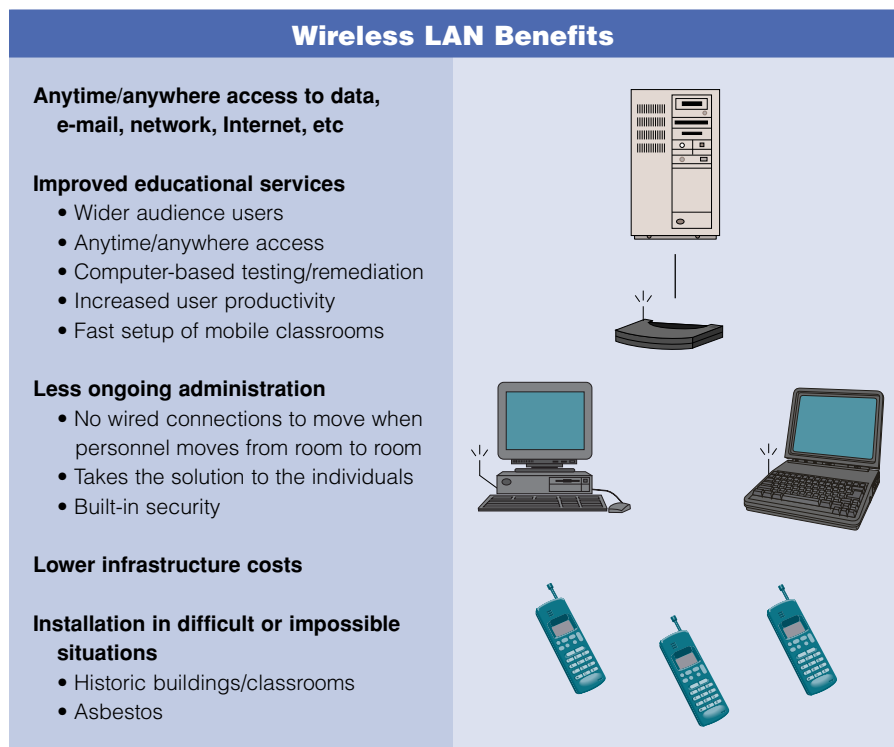 Wireless LAN Benefits
Anytime/anywhere access to data,
e-mail, network, Internet, etc
Improved educational services
• Wider audience users
• Anytime/anywhere access
• Computer-based testing/remediation
• Increased user productivity
• Fast setup of mobile classrooms
Less ongoing administration
• No wired connections to move when
personnel moves from room to room
• Takes the solution to the individuals
• Built-in security
Lower infrastructure costs
Installation in difficult or impossible
situations
• Historic buildings/classrooms
• Asbestos